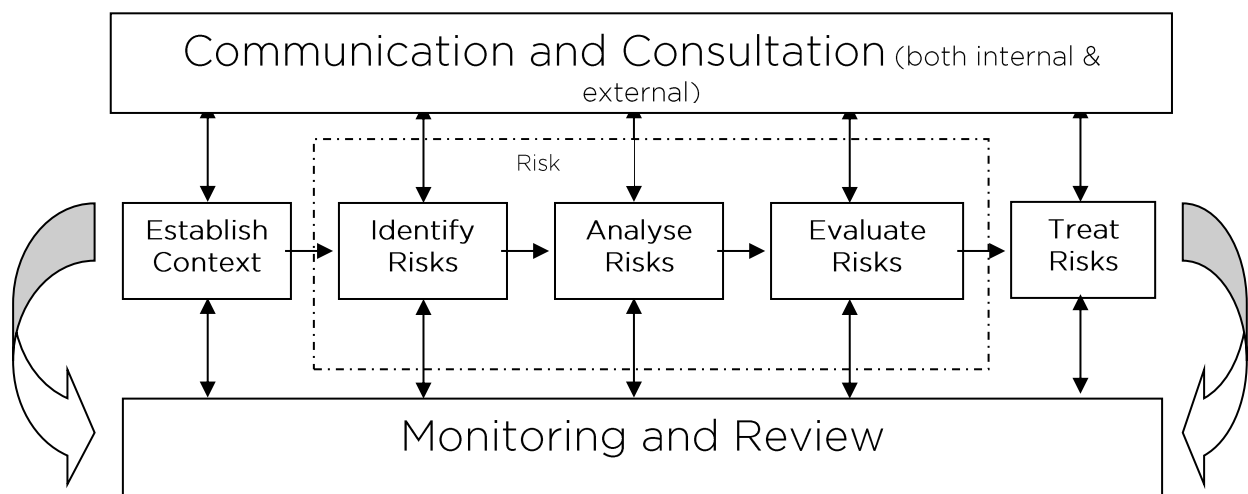 Communication and Consultation (both internal &
external)
Risk
Establish
Context
Identify
Risks
Analyse
Risks
Evaluate
Risks
Treat
Risks
Monitoring and Review